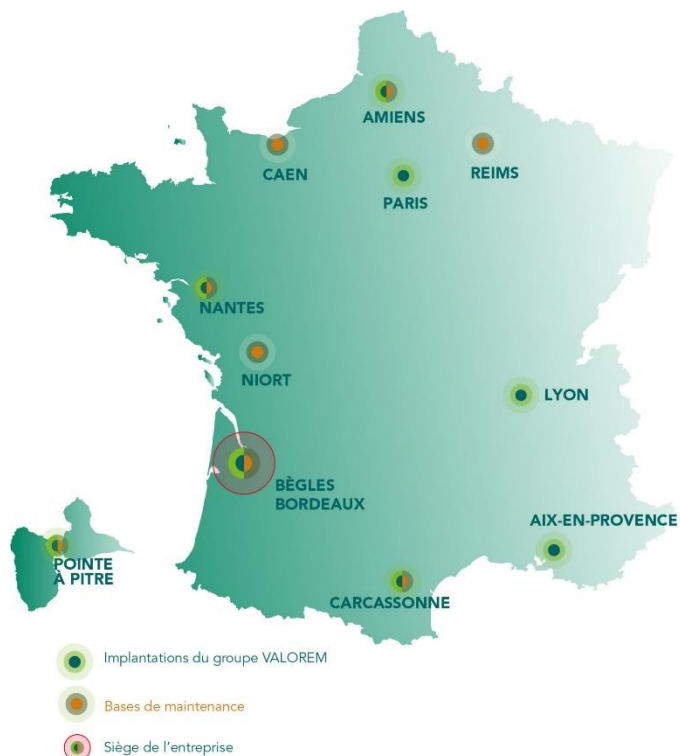 AMIENS
CAEN
REIMS
PARIS
NANTES
NIORT
LYON
BÈGLES
BORDEAUX
AIX-EN-PROVENCE
POINTE
À PITRE
CARCASSONNE
Implantations du groupe VALOREM
Bases de maintenance
Siège de l'entreprise